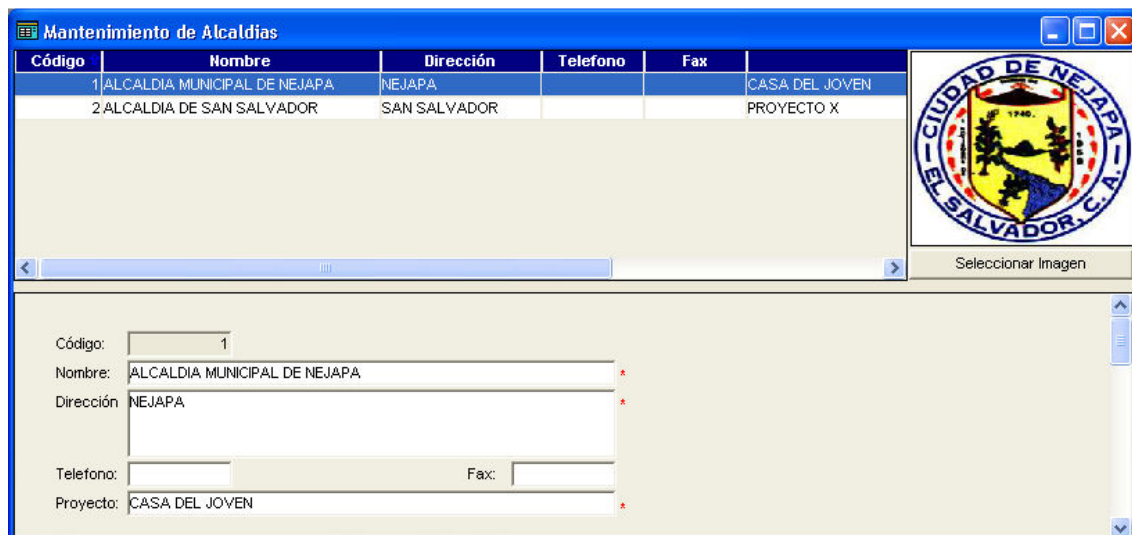 Mantenimiento de Alcaldias
Código Nombre Dirección Telefono Fax
1 ALCALDIA MUNICIPAL DE NEJAPA NEJAPA CASA DEL JOVEN
2 ALCALDIA DE SAN SALVADOR SAN SALVADOR PROYECTO X
CIUDAD DE NEJAPA
EL SALVADOR, C. A.
Seleccionar Imagen
Código: 1
Nombre: ALCALDIA MUNICIPAL DE NEJAPA *
Dirección NEJAPA *
Telefono: Fax:
Proyecto: CASA DEL JOVEN *